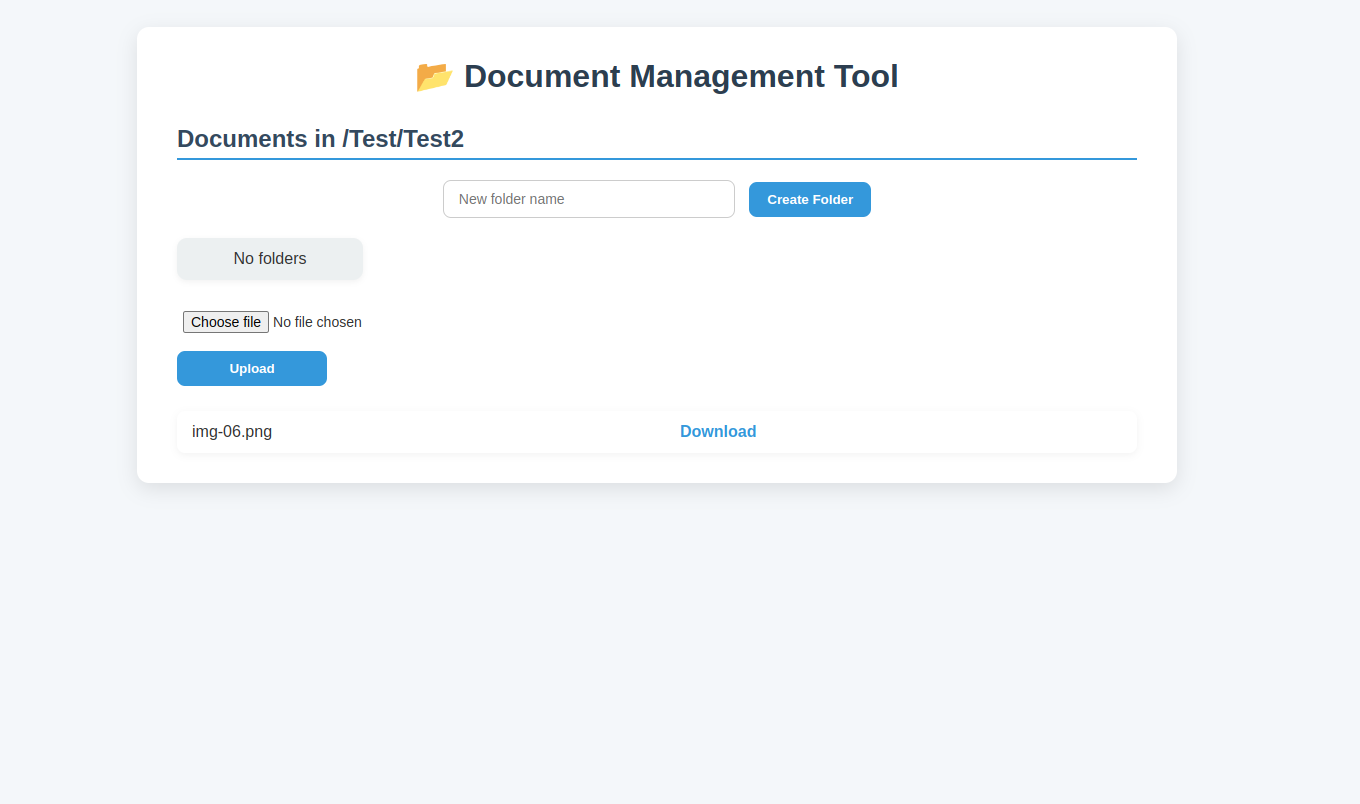 📂 Document Management Tool
Documents in /Test/Test2
New folder name Create Folder
No folders
Choose file No file chosen
Upload
img-06.png Download